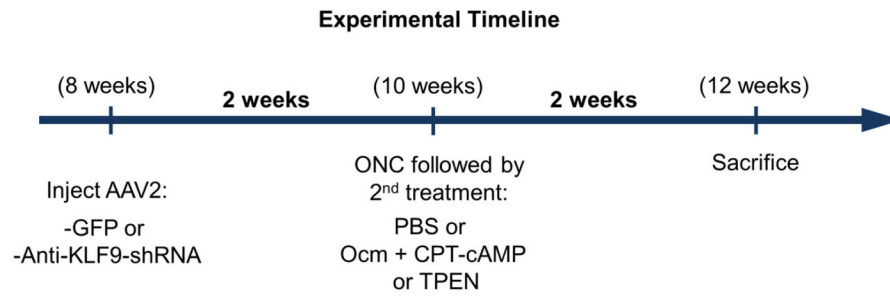 Experimental Timeline
(8 weeks)
2 weeks
(10 weeks)
2 weeks
(12 weeks)
Inject AAV2:
-GFP or
-Anti-KLF9-shRNA
ONC followed by
2nd treatment:
PBS or
Ocm + CPT-cAMP
or TPEN
Sacrifice